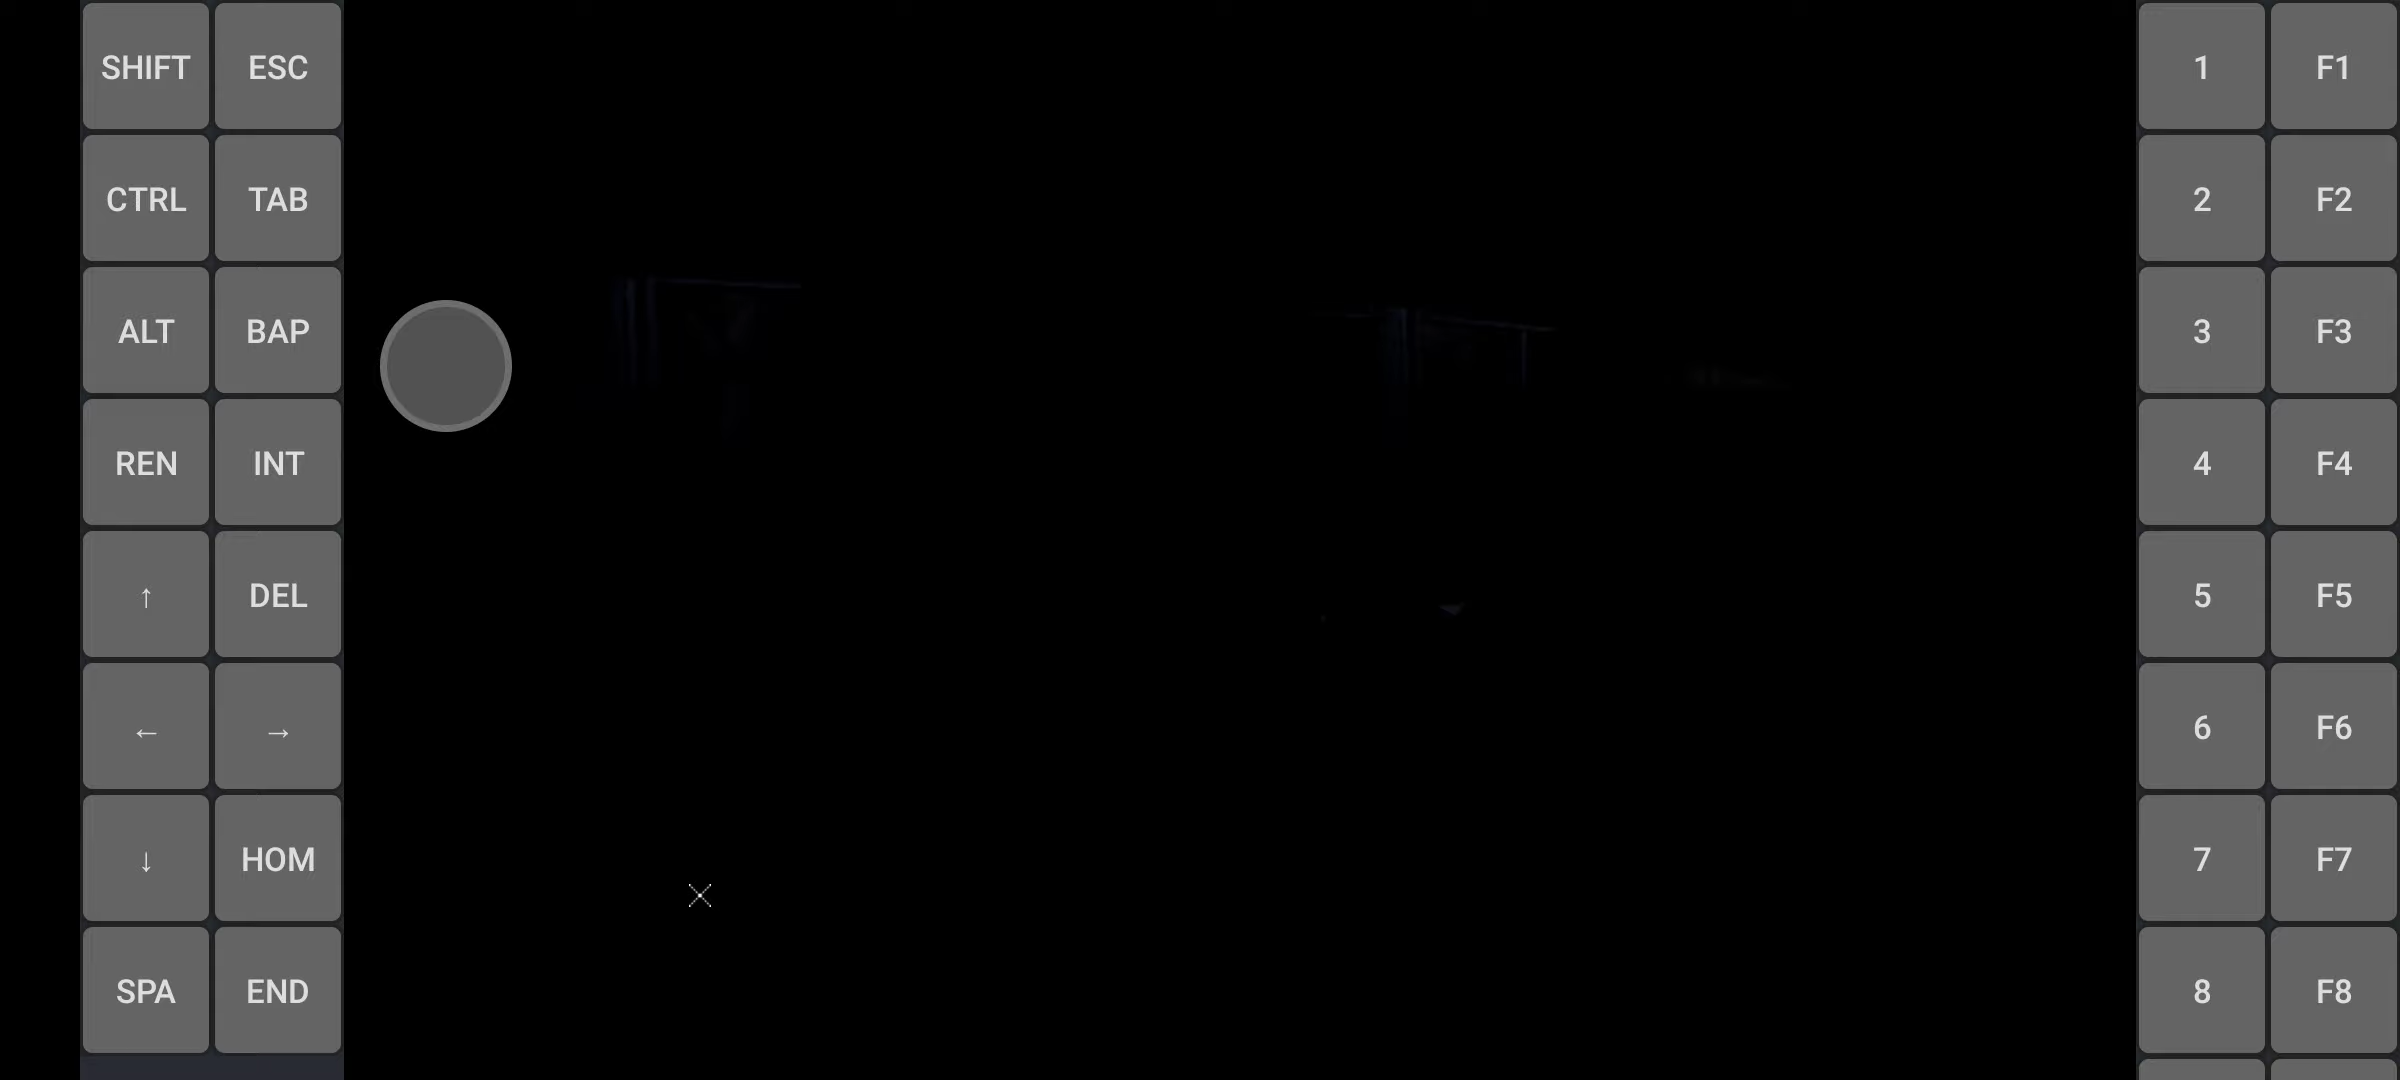 SHIFT ESC 1 F1
CTRL TAB 2 F2
ALT BAP 3 F3
REN INT 4 F4
↑ DEL 5 F5
← → 6 F6
↓ HOM 7 F7
SPA END 8 F8